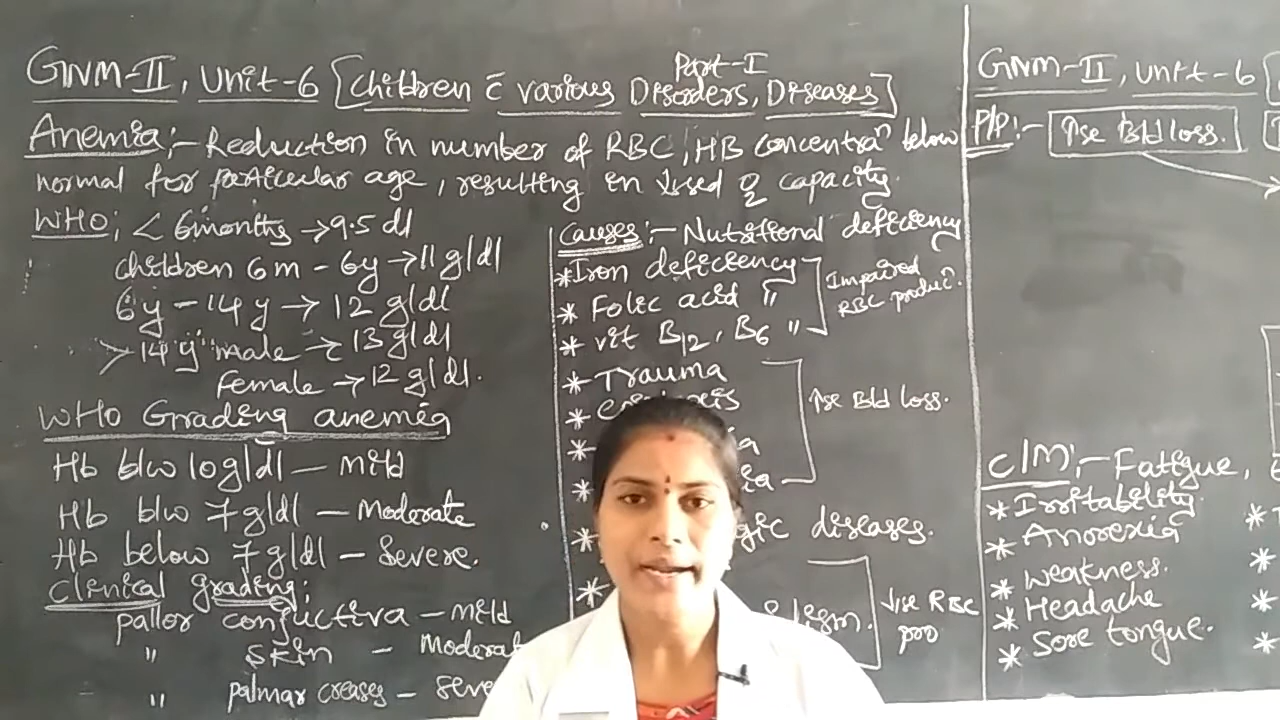 GNM-II, Unit-6 [Children c̄ various Disorders, Diseases]
Part-I
Anemia:- Reduction in number of RBC, HB concentraⁿ below
normal for particular age, resulting in ↓sed O2 capacity.
WHO: < 6months → 9.5 dl
children 6m - 6y → 11 g/dl
6y - 14y → 12 g/dl
> 14 y male → 13 g/dl
female → 12 g/dl.
WHO Grading anemia
Hb b/w 10 g/dl - mild
Hb b/w 7 g/dl - Moderate
Hb below 7 g/dl - Severe.
Clinical grading:
pallor conjuctiva - mild
" skin - Moderat
" palmar creases - seve
Causes:- Nutritional deficiency
* Iron deficiency
* Folic acid "
* vit B12, B6 "
Impaired
RBC producⁿ.
* Trauma
*
*
*
↑se Bld loss.
* gic diseases.
*
dism.
↓se RBC
pro
GNM-II, Unit-6 [
P/P:- ↑se Bld loss.
C/M:- Fatigue,
* Irritability.
* Anorexia
* weakness.
* Headache
* Sore tongue.